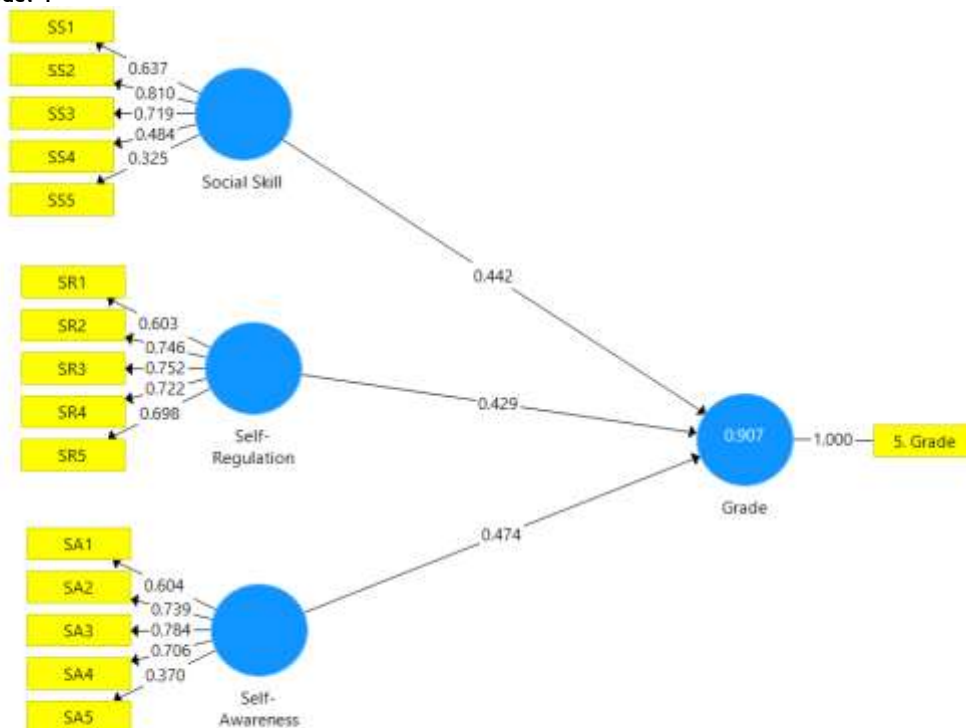 SS1
SS2
SS3
SS4
SS5
0.637
0.810
0.719
0.484
0.325
Social Skill
0.442
SR1
SR2
SR3
SR4
SR5
0.603
0.746
0.752
0.722
0.698
Self-
Regulation
0.429
0.907
Grade
1.000
5. Grade
0.474
SA1
SA2
SA3
SA4
SA5
0.604
0.739
0.784
0.706
0.370
Self-
Awareness